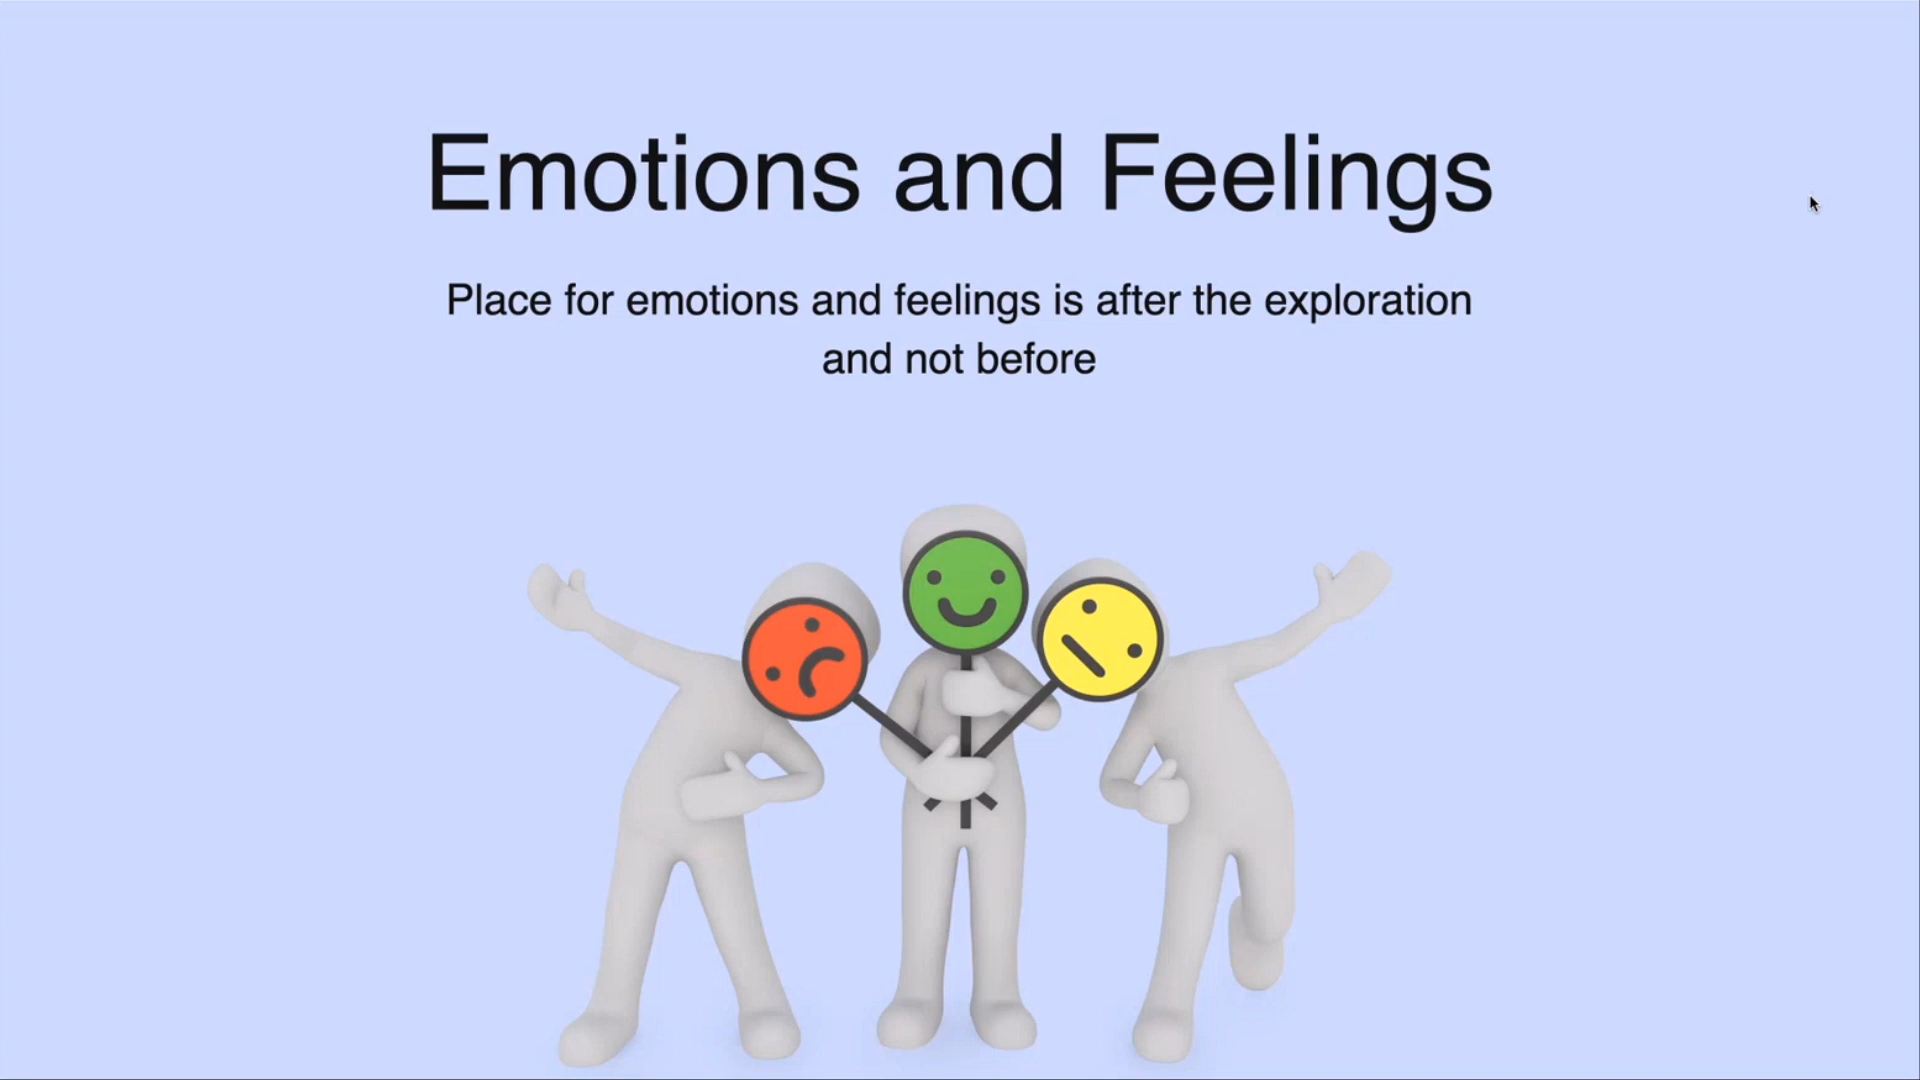 Emotions and Feelings
Place for emotions and feelings is after the exploration
and not before